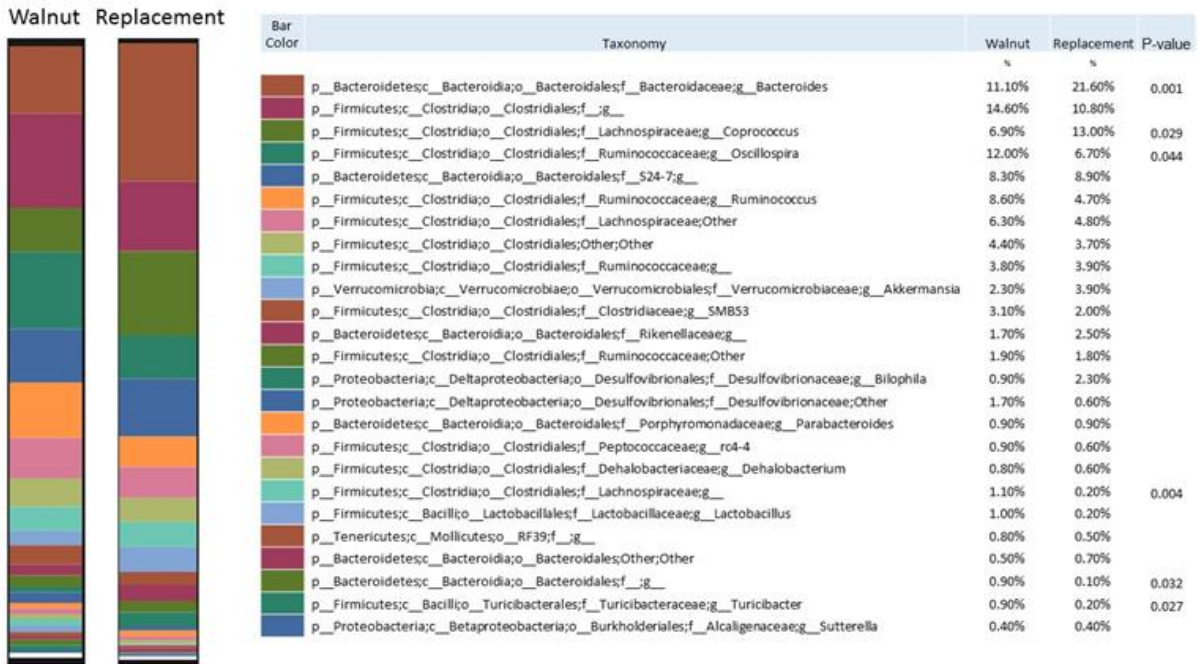 Walnut Replacement
Bar Color Taxonomy Walnut Replacement P-value
% %
p__Bacteroidetes;c__Bacteroidia;o__Bacteroidales;f__Bacteroidaceae;g__Bacteroides 11.10% 21.60% 0.001
p__Firmicutes;c__Clostridia;o__Clostridiales;f__;g__ 14.60% 10.80%
p__Firmicutes;c__Clostridia;o__Clostridiales;f__Lachnospiraceae;g__Coprococcus 6.90% 13.00% 0.029
p__Firmicutes;c__Clostridia;o__Clostridiales;f__Ruminococcaceae;g__Oscillospira 12.00% 6.70% 0.044
p__Bacteroidetes;c__Bacteroidia;o__Bacteroidales;f__S24-7;g__ 8.30% 8.90%
p__Firmicutes;c__Clostridia;o__Clostridiales;f__Ruminococcaceae;g__Ruminococcus 8.60% 4.70%
p__Firmicutes;c__Clostridia;o__Clostridiales;f__Lachnospiraceae;Other 6.30% 4.80%
p__Firmicutes;c__Clostridia;o__Clostridiales;Other;Other 4.40% 3.70%
p__Firmicutes;c__Clostridia;o__Clostridiales;f__Ruminococcaceae;g__ 3.80% 3.90%
p__Verrucomicrobia;c__Verrucomicrobiae;o__Verrucomicrobiales;f__Verrucomicrobiaceae;g__Akkermansia 2.30% 3.90%
p__Firmicutes;c__Clostridia;o__Clostridiales;f__Clostridiaceae;g__SMB53 3.10% 2.00%
p__Bacteroidetes;c__Bacteroidia;o__Bacteroidales;f__Rikenellaceae;g__ 1.70% 2.50%
p__Firmicutes;c__Clostridia;o__Clostridiales;f__Ruminococcaceae;Other 1.90% 1.80%
p__Proteobacteria;c__Deltaproteobacteria;o__Desulfovibrionales;f__Desulfovibrionaceae;g__Bilophila 0.90% 2.30%
p__Proteobacteria;c__Deltaproteobacteria;o__Desulfovibrionales;f__Desulfovibrionaceae;Other 1.70% 0.60%
p__Bacteroidetes;c__Bacteroidia;o__Bacteroidales;f__Porphyromonadaceae;g__Parabacteroides 0.90% 0.90%
p__Firmicutes;c__Clostridia;o__Clostridiales;f__Peptococcaceae;g__rc4-4 0.90% 0.60%
p__Firmicutes;c__Clostridia;o__Clostridiales;f__Dehalobacteriaceae;g__Dehalobacterium 0.80% 0.60%
p__Firmicutes;c__Clostridia;o__Clostridiales;f__Lachnospiraceae;g__ 1.10% 0.20% 0.004
p__Firmicutes;c__Bacilli;o__Lactobacillales;f__Lactobacillaceae;g__Lactobacillus 1.00% 0.20%
p__Tenericutes;c__Mollicutes;o__RF39;f__;g__ 0.80% 0.50%
p__Bacteroidetes;c__Bacteroidia;o__Bacteroidales;Other;Other 0.50% 0.70%
p__Bacteroidetes;c__Bacteroidia;o__Bacteroidales;f__;g__ 0.90% 0.10% 0.032
p__Firmicutes;c__Bacilli;o__Turicibacterales;f__Turicibacteraceae;g__Turicibacter 0.90% 0.20% 0.027
p__Proteobacteria;c__Betaproteobacteria;o__Burkholderiales;f__Alcaligenaceae;g__Sutterella 0.40% 0.40%